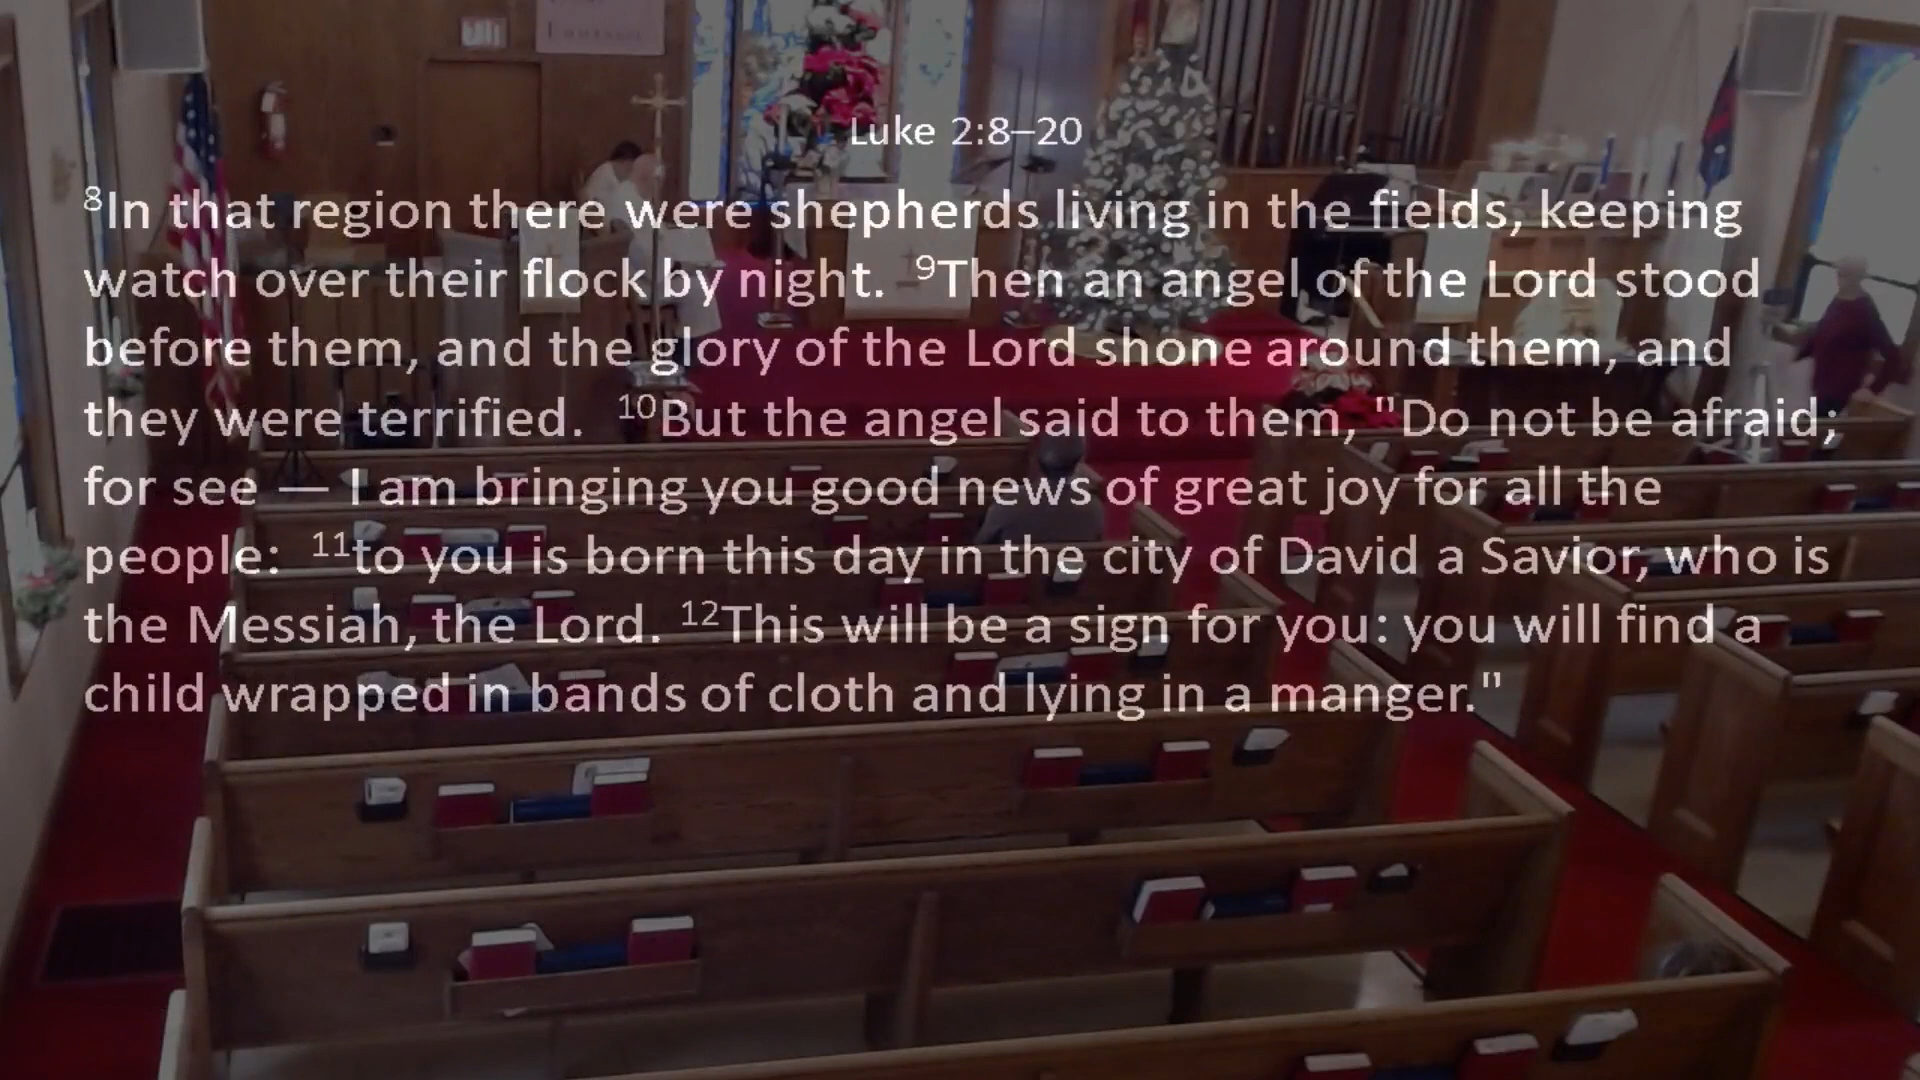 Luke 2:8–20
⁸In that region there were shepherds living in the fields, keeping
watch over their flock by night. ⁹Then an angel of the Lord stood
before them, and the glory of the Lord shone around them, and
they were terrified. ¹⁰But the angel said to them, "Do not be afraid;
for see — I am bringing you good news of great joy for all the
people: ¹¹to you is born this day in the city of David a Savior, who is
the Messiah, the Lord. ¹²This will be a sign for you: you will find a
child wrapped in bands of cloth and lying in a manger."